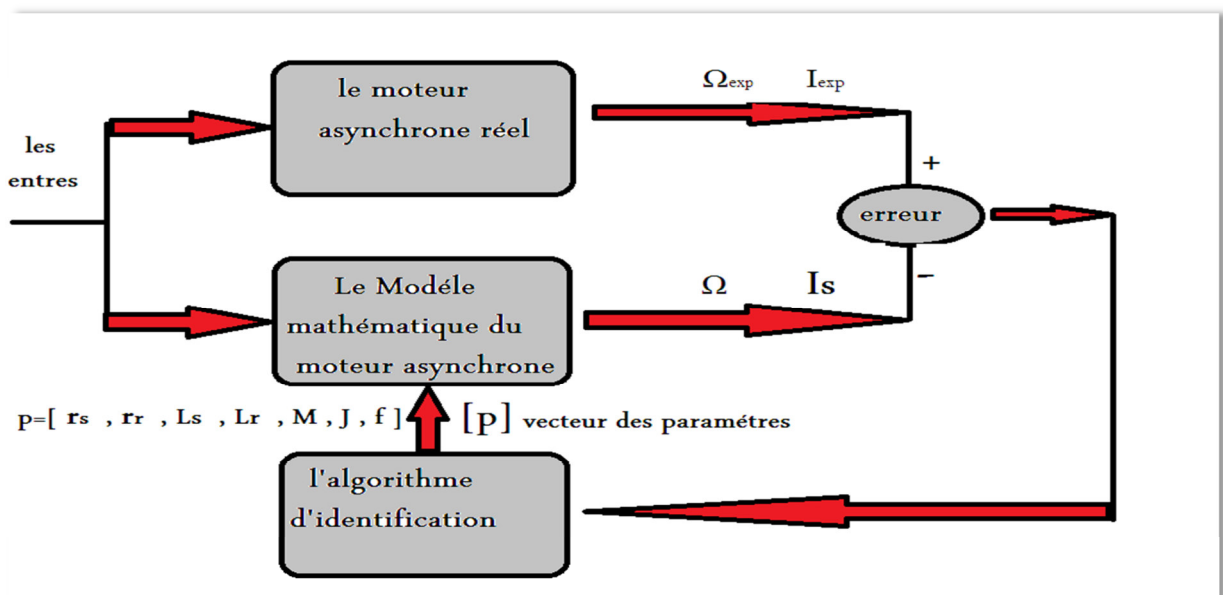 le moteur
asynchrone réel
Ωexp Iexp
les
entres
+
erreur
Le Modéle
mathématique du
moteur asynchrone
Ω Is
-
p=[ rs , rr , Ls , Lr , M , J , f ]
[p] vecteur des paramétres
l'algorithme
d'identification